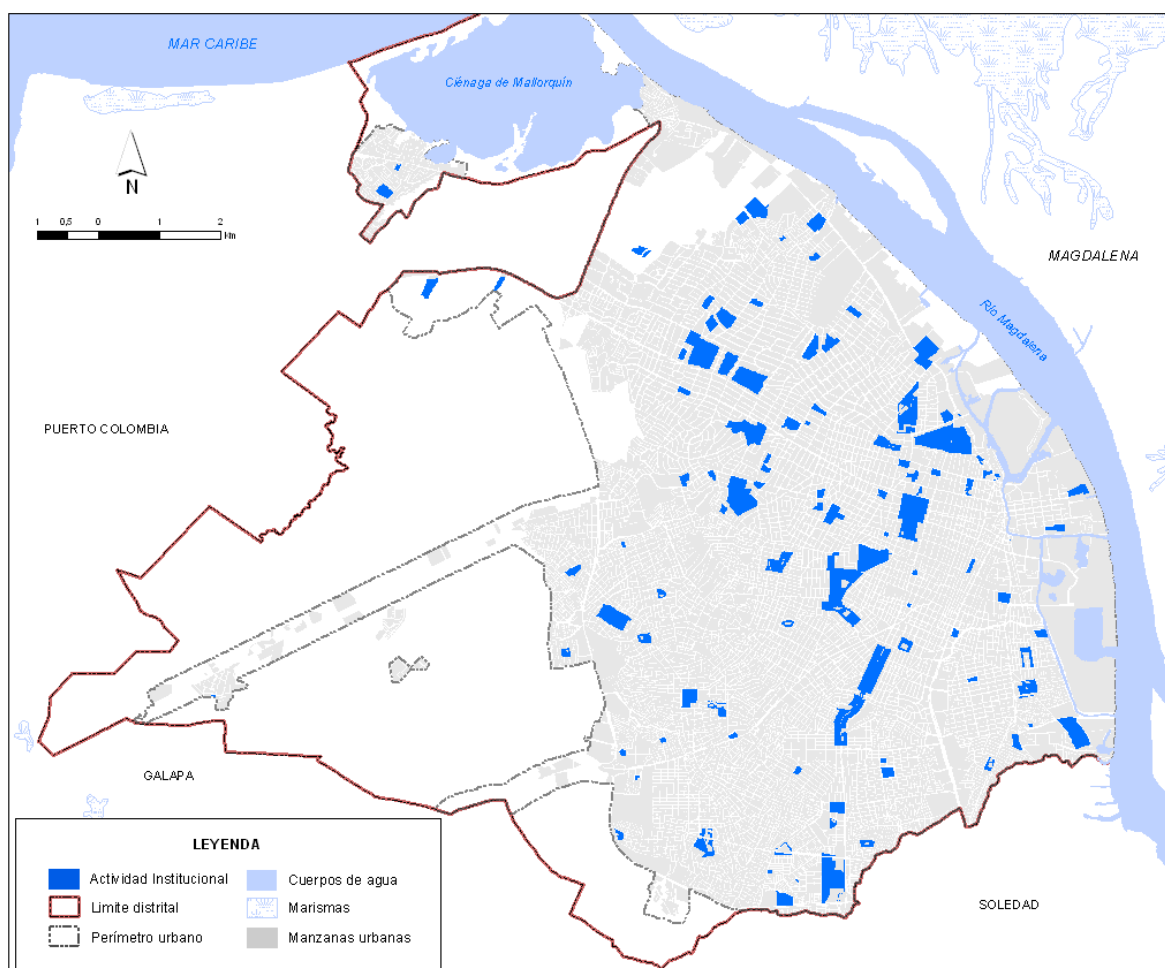 MAR CARIBE
Ciénaga de Mallorquín
N
1 0,5 0 1 2
Km
MAGDALENA
Río Magdalena
PUERTO COLOMBIA
GALAPA
SOLEDAD
LEYENDA
Actividad Institucional
Cuerpos de agua
Limite distrital
Marismas
Perímetro urbano
Manzanas urbanas